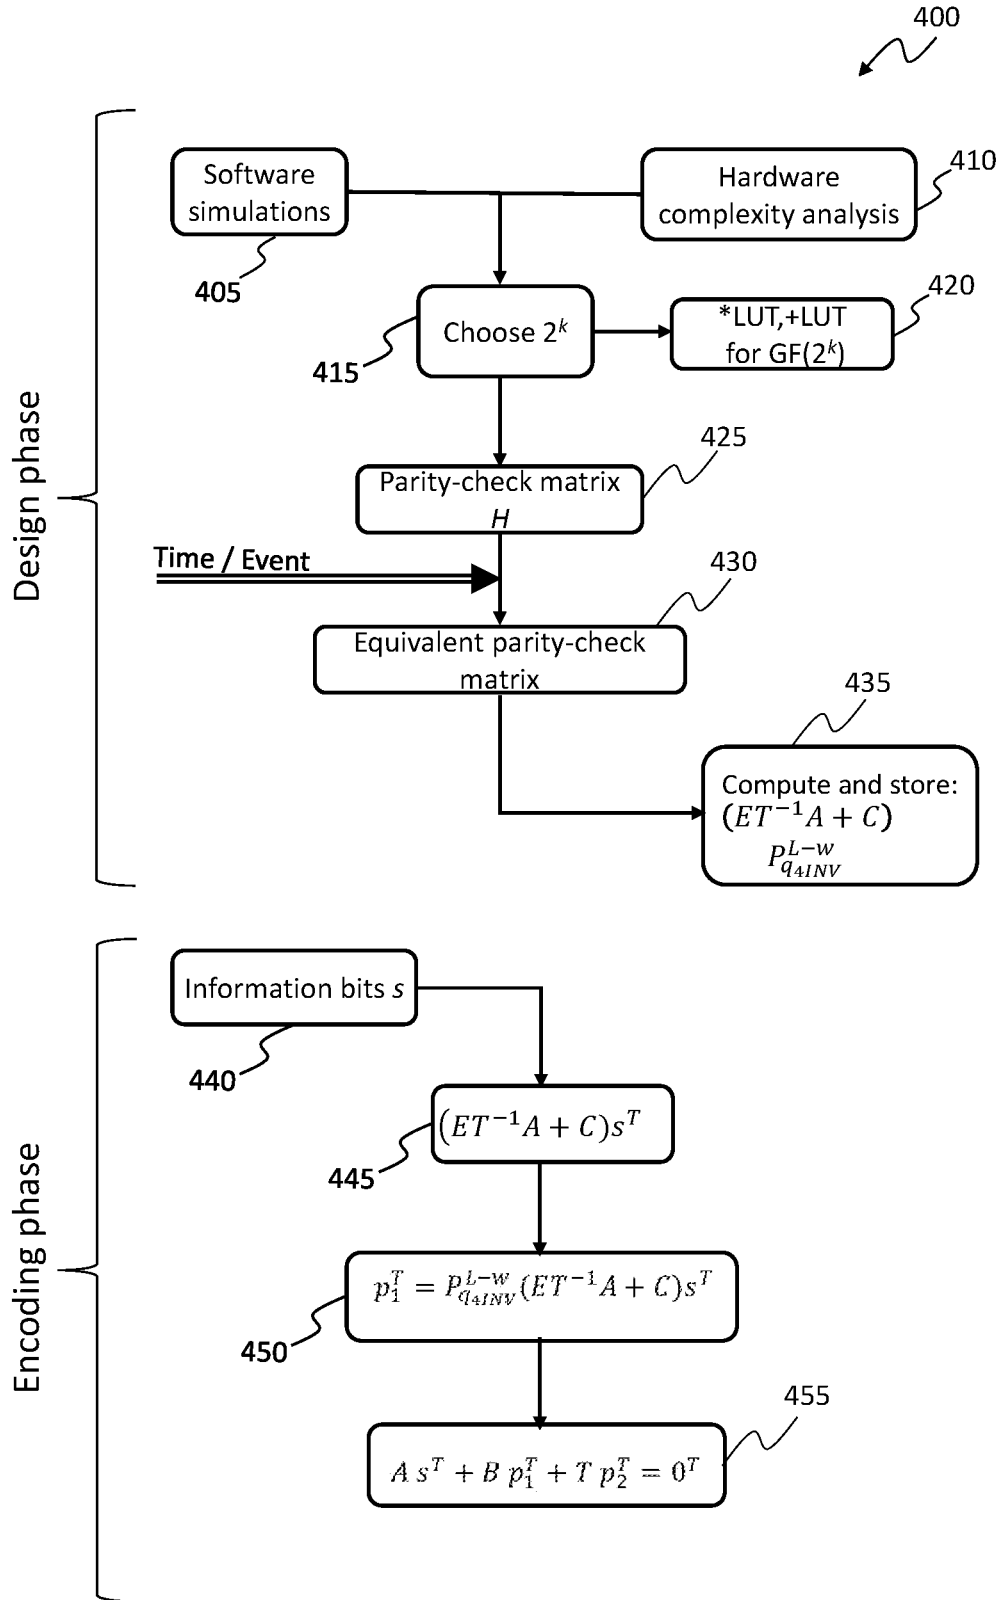 400
Design phase
Software
simulations
405
Hardware
complexity analysis
410
Choose 2^k
415
*LUT,+LUT
for GF(2^k)
420
Parity-check matrix
H
425
Time / Event
Equivalent parity-check
matrix
430
Compute and store:
(ET^{-1}A + C)
P_{q_{4INV}}^{L-w}
435
Encoding phase
Information bits s
440
(ET^{-1}A + C)s^T
445
p_1^T = P_{q_{4INV}}^{L-w}(ET^{-1}A + C)s^T
450
A s^T + B p_1^T + T p_2^T = 0^T
455